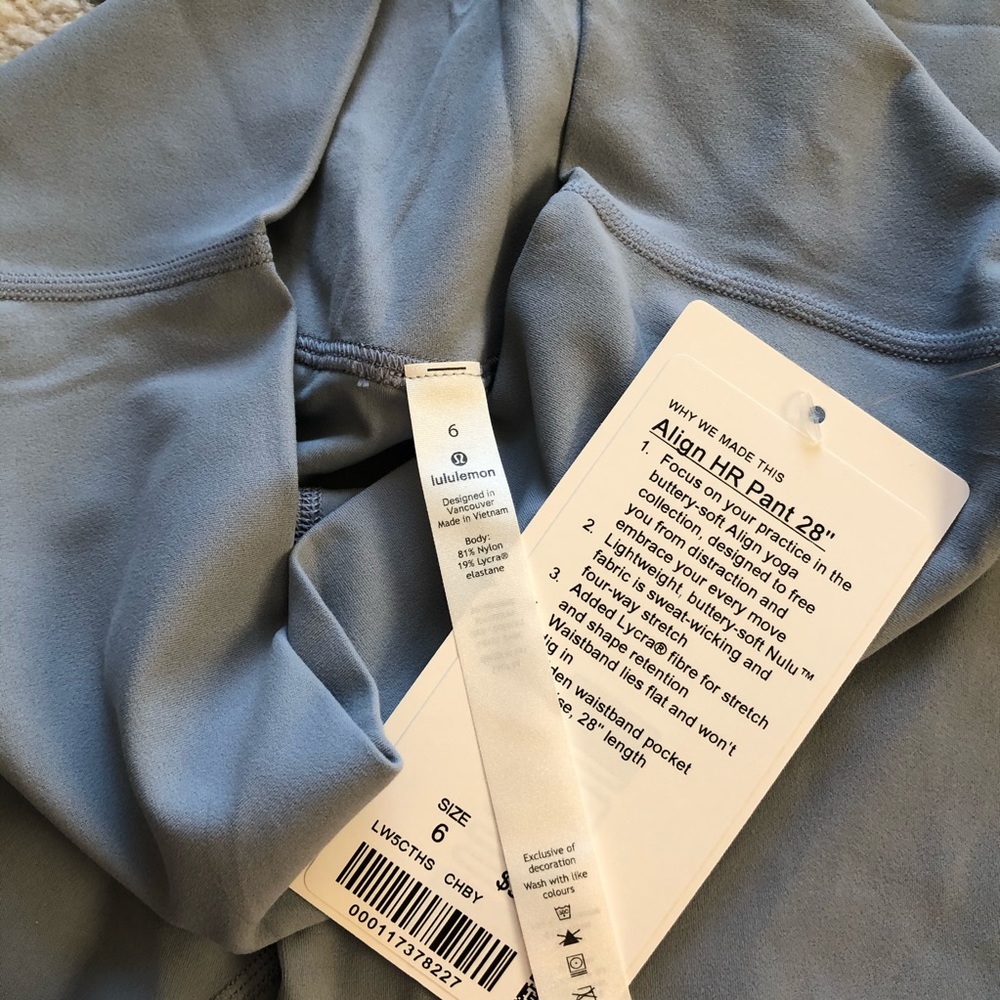 6
lululemon
Designed in
Vancouver
Made in Vietnam
Body:
81% Nylon
19% Lycra®
elastane
Exclusive of
decoration
Wash with like
colours
WHY WE MADE THIS
Align HR Pant 28"
1. Focus on your practice in the
buttery-soft Align yoga
collection, designed to free
you from distraction and
embrace your every move
2 Lightweight, buttery-soft Nulu™
fabric is sweat-wicking and
four-way stretch
3. Added Lycra® fibre for stretch
and shape retention
Waistband lies flat and won't
in
waistband pocket
28" length
SIZE
6
LW5CTHS CHBY
000117378227